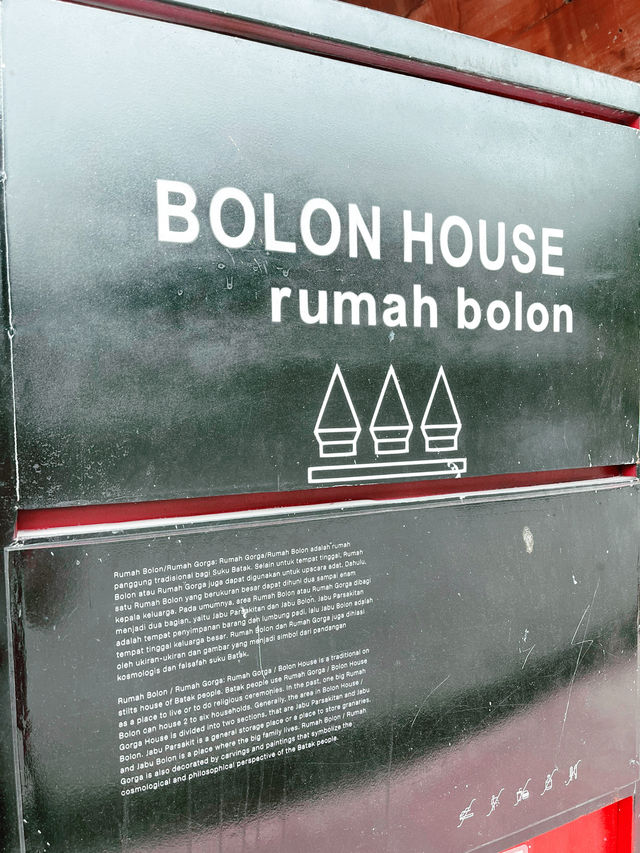 BOLON HOUSE
rumah bolon
Rumah Bolon/Rumah Gorga: Rumah Gorga/Rumah Bolon adalah rumah
panggung tradisional bagi Suku Batak. Selain untuk tempat tinggal, Rumah
Bolon atau Rumah Gorga juga dapat digunakan untuk upacara adat. Dahulu,
satu Rumah Bolon yang berukuran besar dapat dihuni dua sampai enam
kepala keluarga. Pada umumnya, area Rumah Bolon atau Rumah Gorga dibagi
menjadi dua bagian, yaitu Jabu Parsakitan dan Jabu Bolon. Jabu Parsakitan
adalah tempat penyimpanan barang dan lumbung padi, lalu Jabu Bolon adalah
tempat tinggal keluarga besar. Rumah Bolon dan Rumah Gorga juga dihiasi
oleh ukiran-ukiran dan gambar yang menjadi simbol dari pandangan
kosmologis dan falsafah suku Batak.
Rumah Bolon / Rumah Gorga: Rumah Gorga / Bolon House is a traditional on
stilts house of Batak people. Batak people use Rumah Gorga / Bolon House
as a place to live or to do religious ceremonies. In the past, one big Rumah
Bolon can house 2 to six households. Generally, the area in Bolon House /
Gorga House is divided into two sections, that are Jabu Parsakitan and Jabu
Bolon. Jabu Parsakit is a general storage place or a place to store granaries,
and Jabu Bolon is a place where the big family lives. Rumah Bolon / Rumah
Gorga is also decorated by carvings and paintings that symbolize the
cosmological and philosophical perspective of the Batak people.